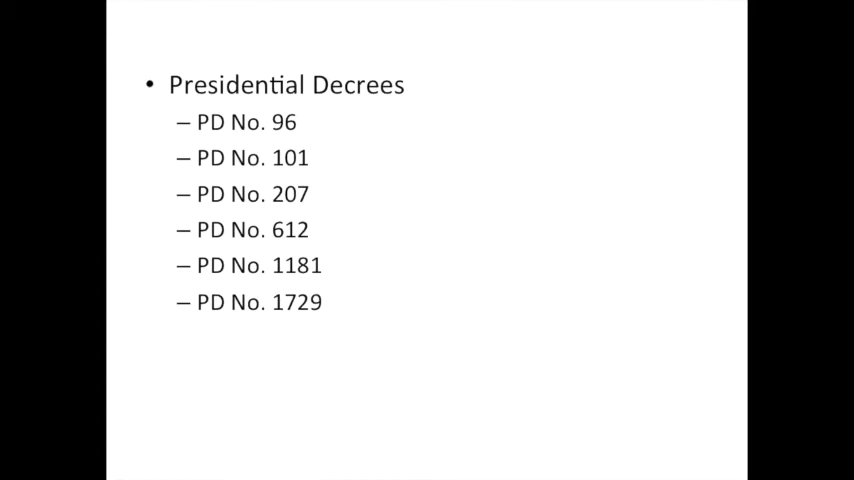 • Presidential Decrees
– PD No. 96
– PD No. 101
– PD No. 207
– PD No. 612
– PD No. 1181
– PD No. 1729